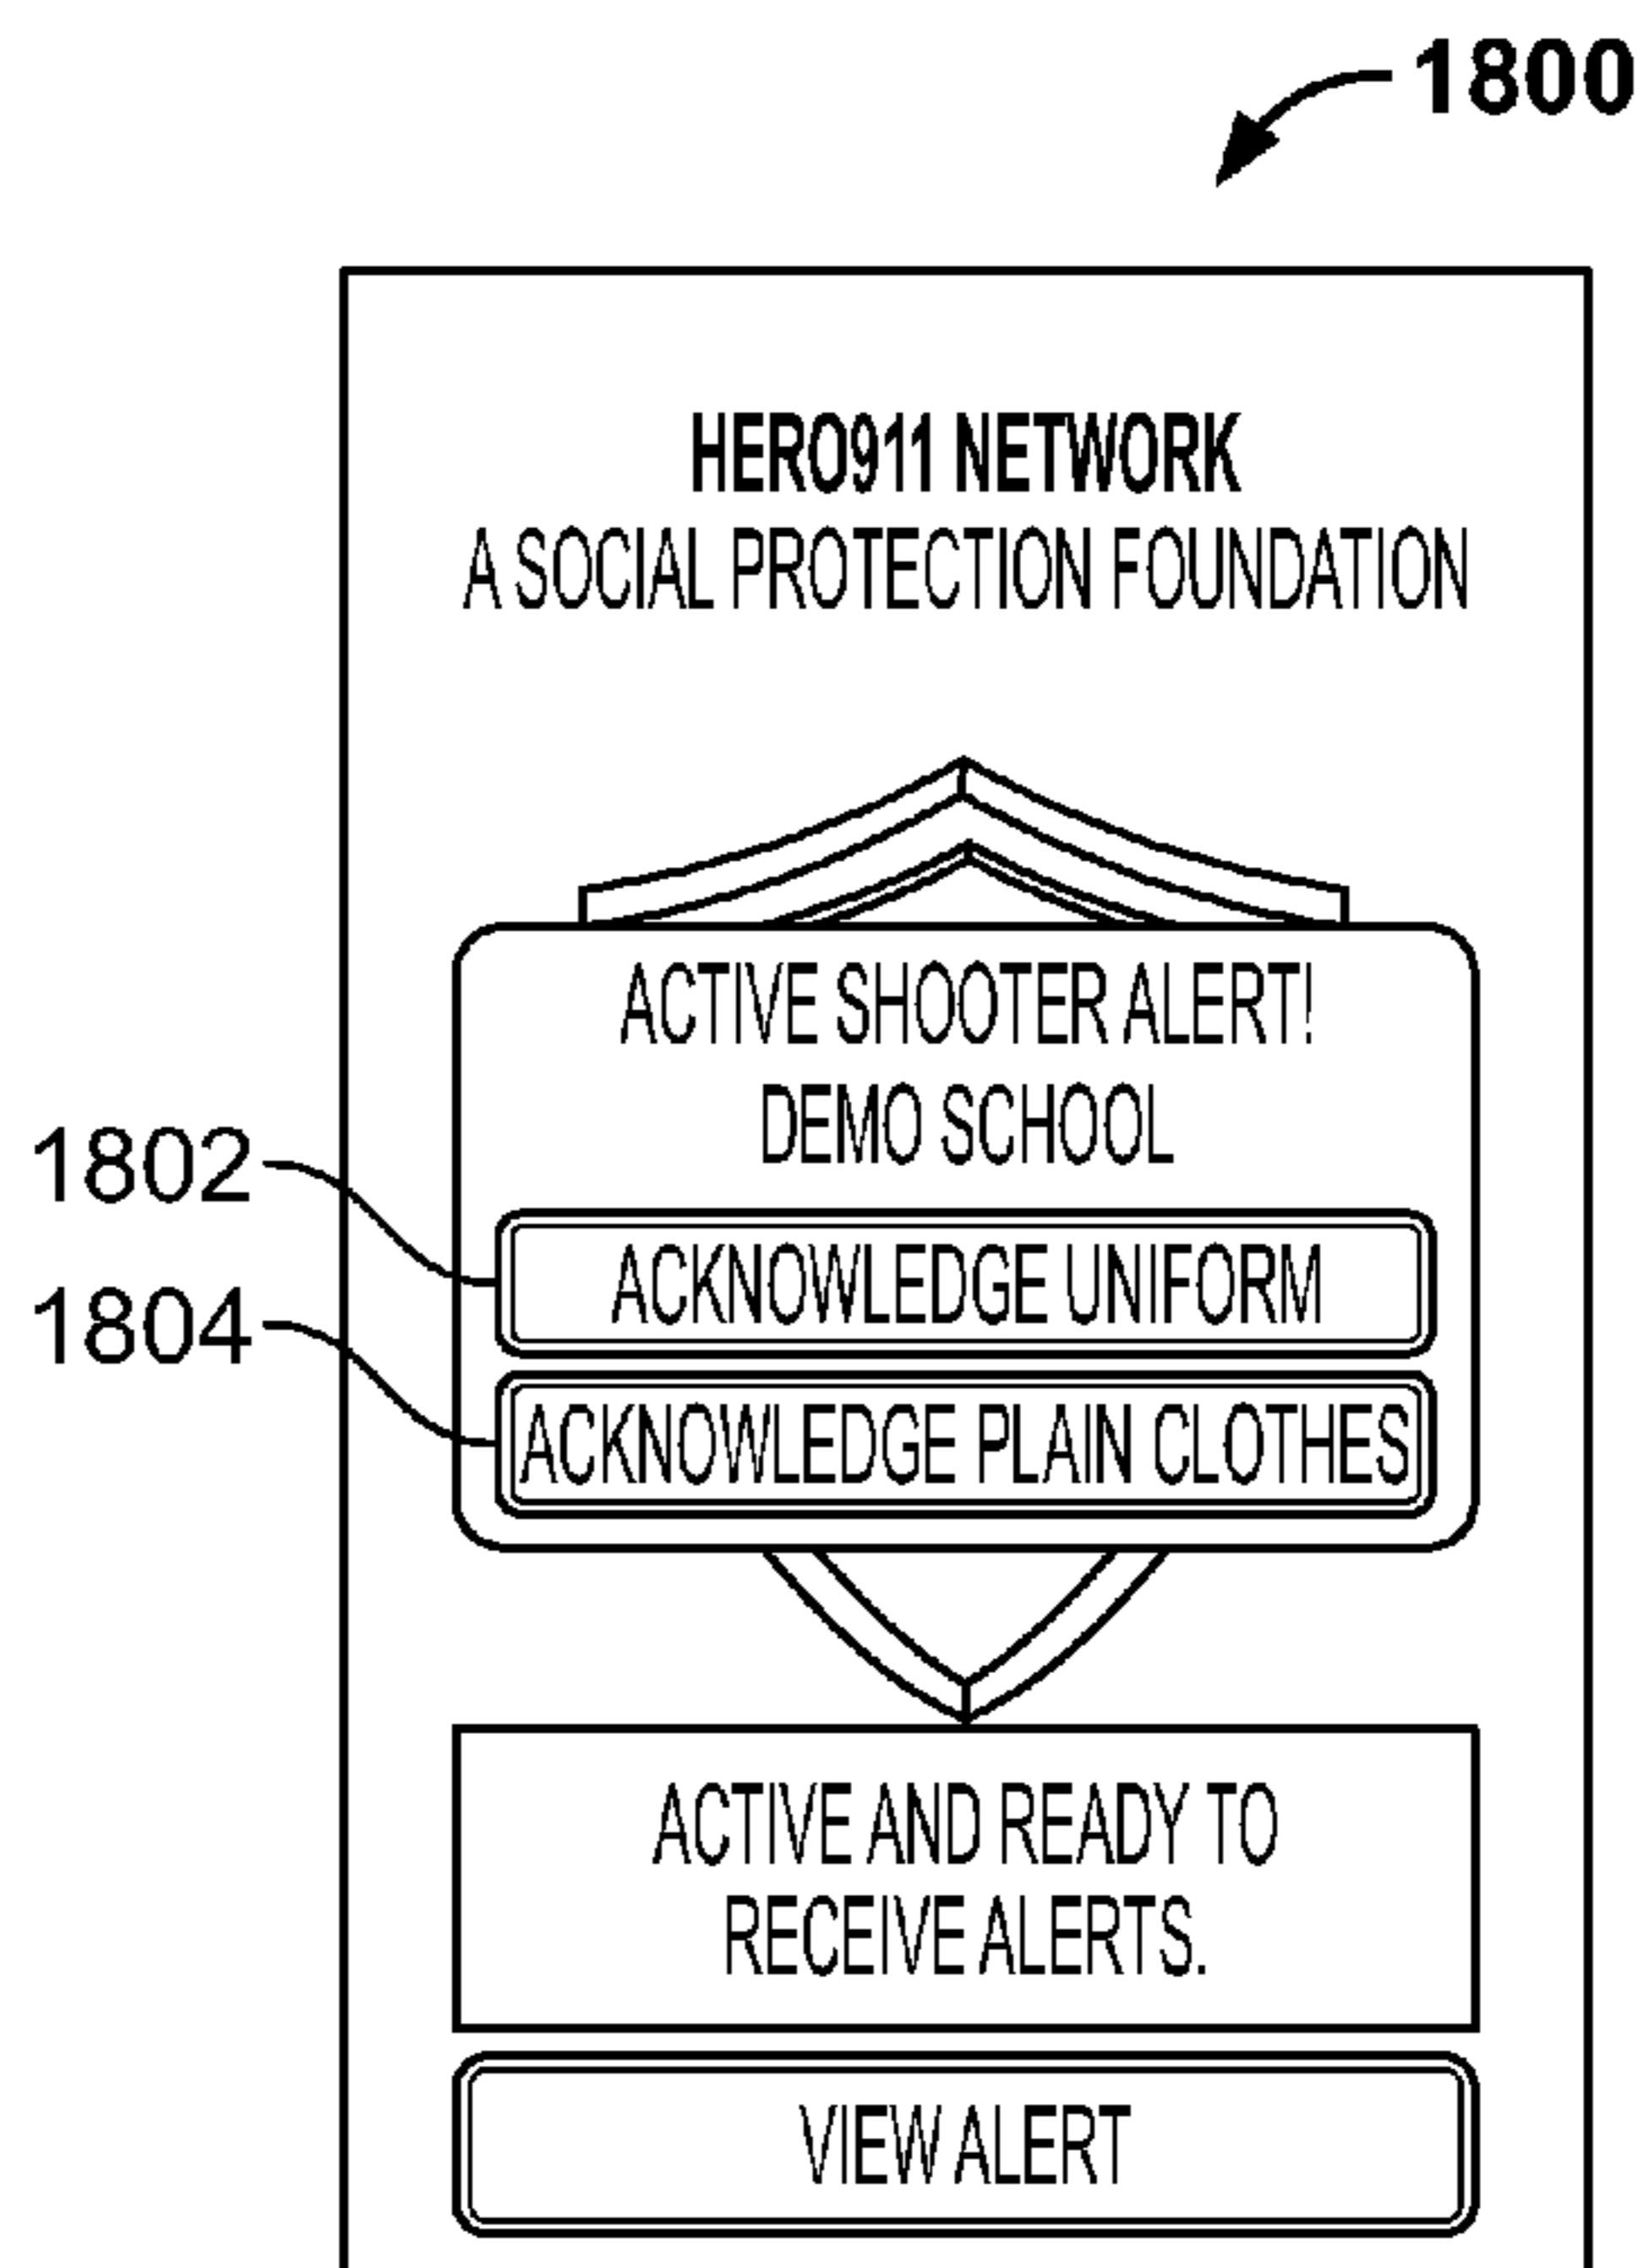 1800
HERO911 NETWORK
A SOCIAL PROTECTION FOUNDATION
ACTIVE SHOOTER ALERT!
DEMO SCHOOL
1802
ACKNOWLEDGE UNIFORM
1804
ACKNOWLEDGE PLAIN CLOTHES
ACTIVE AND READY TO
RECEIVE ALERTS.
VIEW ALERT